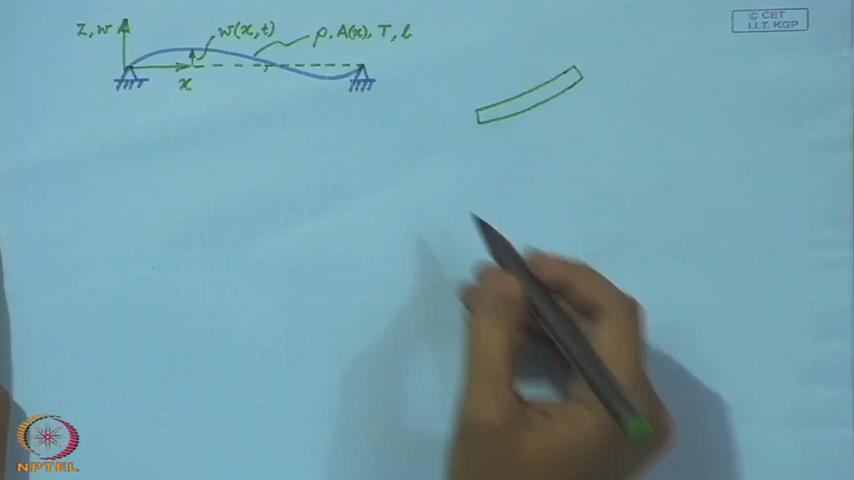 z, w
w(x,t)
ρ, A(x), T, l
x
© CET
I.I.T. KGP
NPTEL